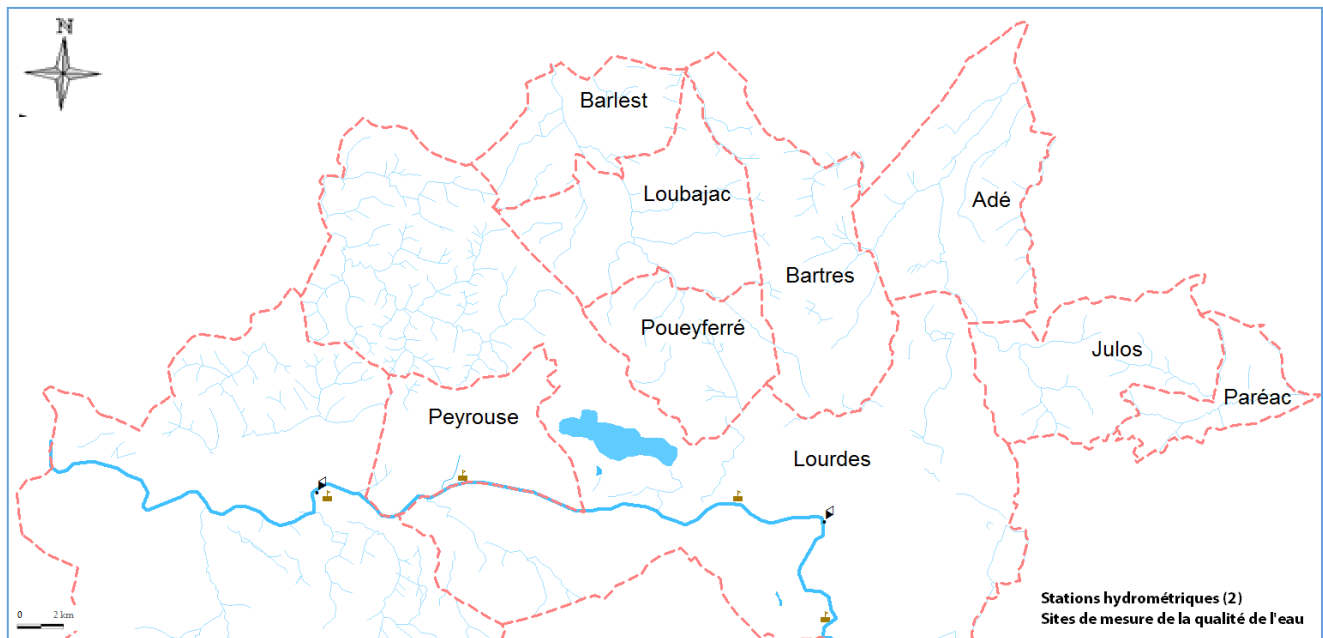 N
Barlest
Loubajac
Adé
Bartres
Poueyferré
Julos
Paréac
Peyrouse
Lourdes
0 2 km
Stations hydrométriques (2)
Sites de mesure de la qualité de l'eau